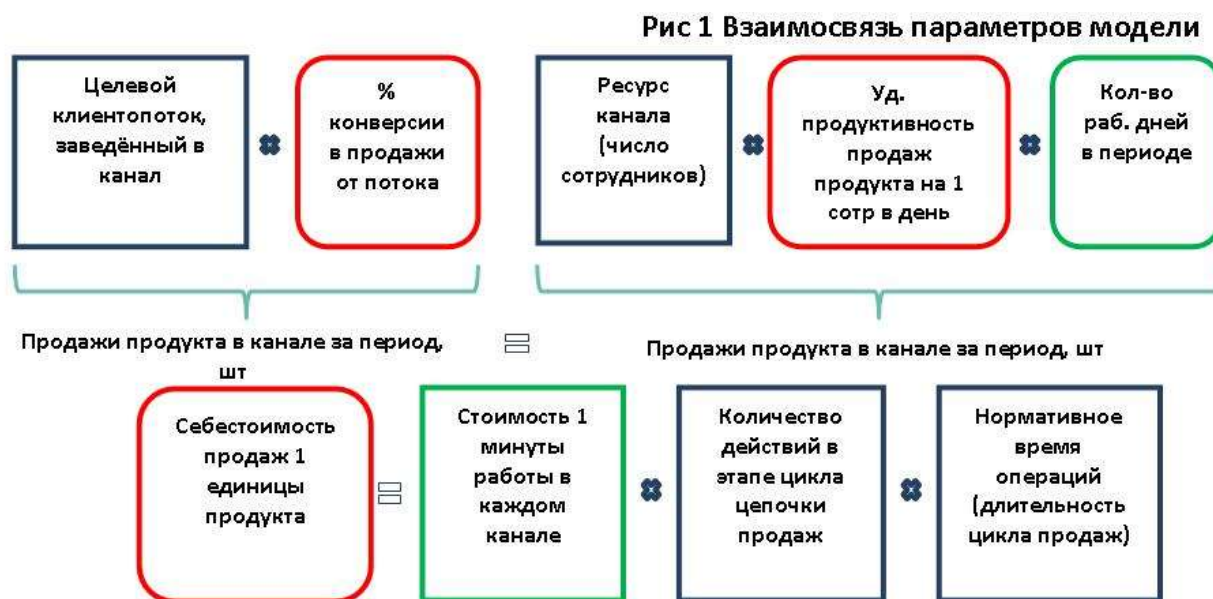 Рис 1 Взаимосвязь параметров модели
Целевой
клиентопоток,
заведённый в
канал
%
конверсии
в продажи
от потока
Ресурс
канала
(число
сотрудников)
Уд.
продуктивность
продаж
продукта на 1
сотр в день
Кол-во
раб. дней
в периоде
Продажи продукта в канале за период,
шт
Продажи продукта в канале за период, шт
Себестоимость
продаж 1
единицы
продукта
Стоимость 1
минуты
работы в
каждом
канале
Количество
действий в
этапе цикла
цепочки
продаж
Нормативное
время
операций
(длительность
цикла продаж)